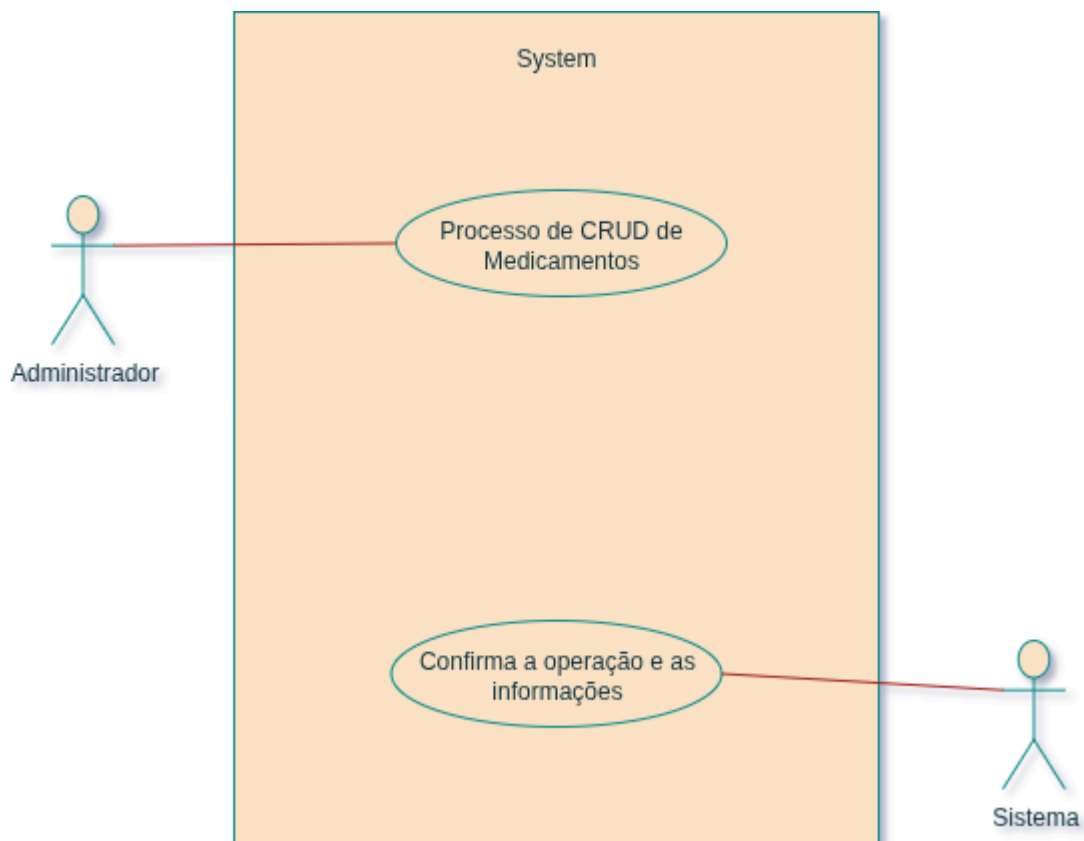 System
Processo de CRUD de
Medicamentos
Administrador
Confirma a operação e as
informações
Sistema